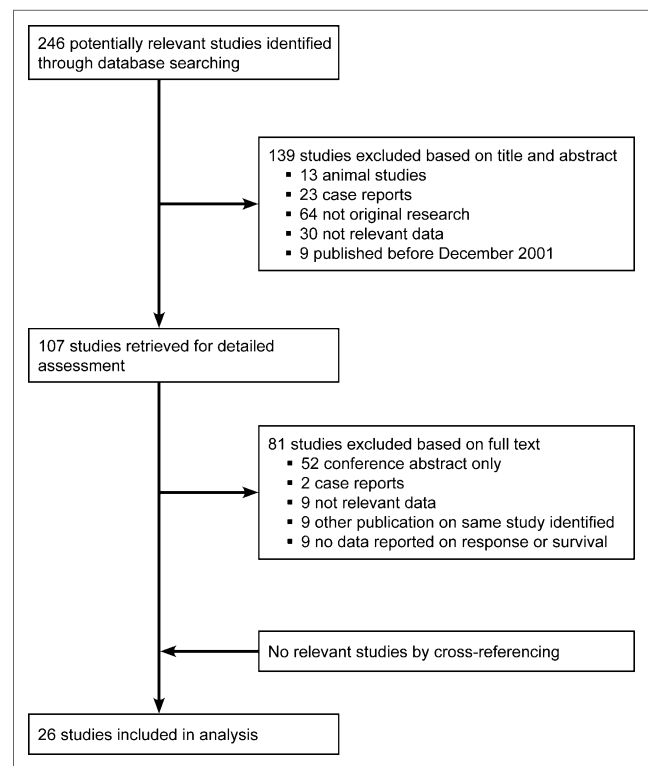 246 potentially relevant studies identified
through database searching
139 studies excluded based on title and abstract
▪ 13 animal studies
▪ 23 case reports
▪ 64 not original research
▪ 30 not relevant data
▪ 9 published before December 2001
107 studies retrieved for detailed
assessment
81 studies excluded based on full text
▪ 52 conference abstract only
▪ 2 case reports
▪ 9 not relevant data
▪ 9 other publication on same study identified
▪ 9 no data reported on response or survival
No relevant studies by cross-referencing
26 studies included in analysis